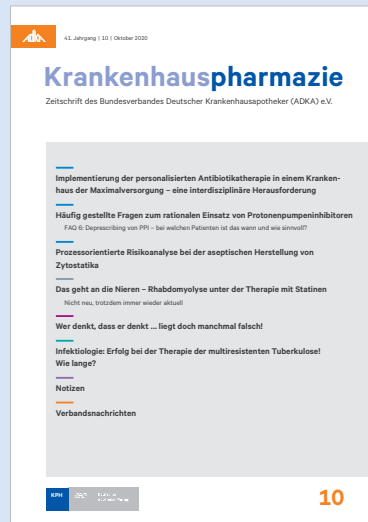 ADKA
41. Jahrgang | 10 | Oktober 2020
Krankenhauspharmazie
Zeitschrift des Bundesverbandes Deutscher Krankenhausapotheker (ADKA) e.V.
Implementierung der personalisierten Antibiotikatherapie in einem Kranken-
haus der Maximalversorgung – eine interdisziplinäre Herausforderung
Häufig gestellte Fragen zum rationalen Einsatz von Protonenpumpeninhibitoren
FAQ 6: Deprescribing von PPI – bei welchen Patienten ist das wann und wie sinnvoll?
Prozessorientierte Risikoanalyse bei der aseptischen Herstellung von
Zytostatika
Das geht an die Nieren – Rhabdomyolyse unter der Therapie mit Statinen
Nicht neu, trotzdem immer wieder aktuell
Wer denkt, dass er denkt ... liegt doch manchmal falsch!
Infektiologie: Erfolg bei der Therapie der multiresistenten Tuberkulose!
Wie lange?
Notizen
Verbandsnachrichten
KPH
10